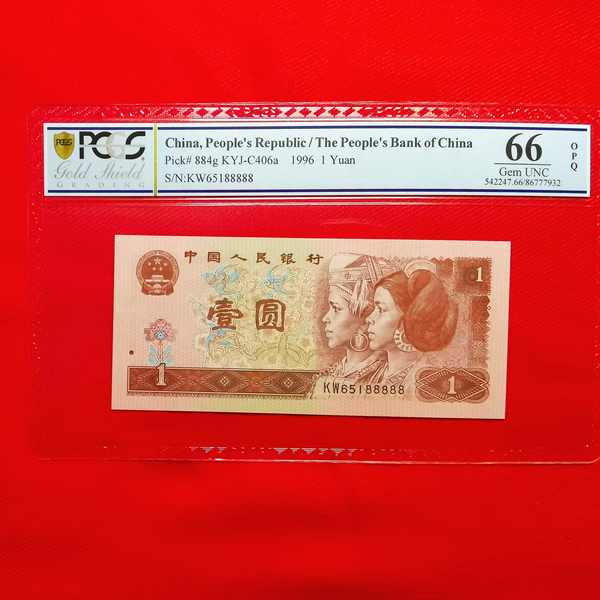 PCGS
PCGS
Gold Shield
GRADING
China, People's Republic / The People's Bank of China
Pick# 884g KYJ-C406a 1996 1 Yuan
S/N:KW65188888
66
Gem UNC
OPQ
542247.66/86777932
中国人民银行
1
壹圆
1
KW65188888
1